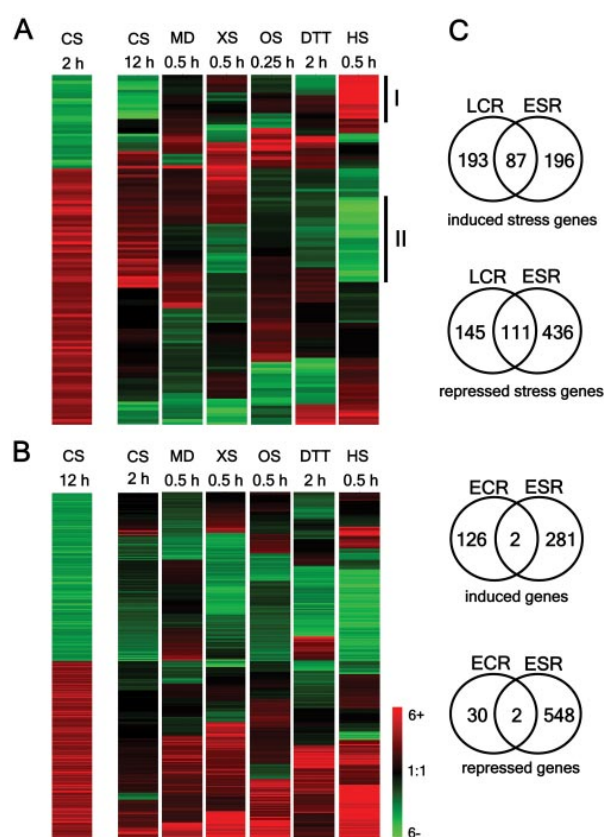 A
CS MD XS OS DTT HS CS
2 h 12 h 0.5 h 0.5 h 0.25 h 2 h 0.5 h
I
II
B
CS CS MD XS OS DTT HS
12 h 2 h 0.5 h 0.5 h 0.5 h 2 h 0.5 h
6+
1:1
6-
C
LCR ESR
193 87 196
induced stress genes
LCR ESR
145 111 436
repressed stress genes
ECR ESR
126 2 281
induced genes
ECR ESR
30 2 548
repressed genes